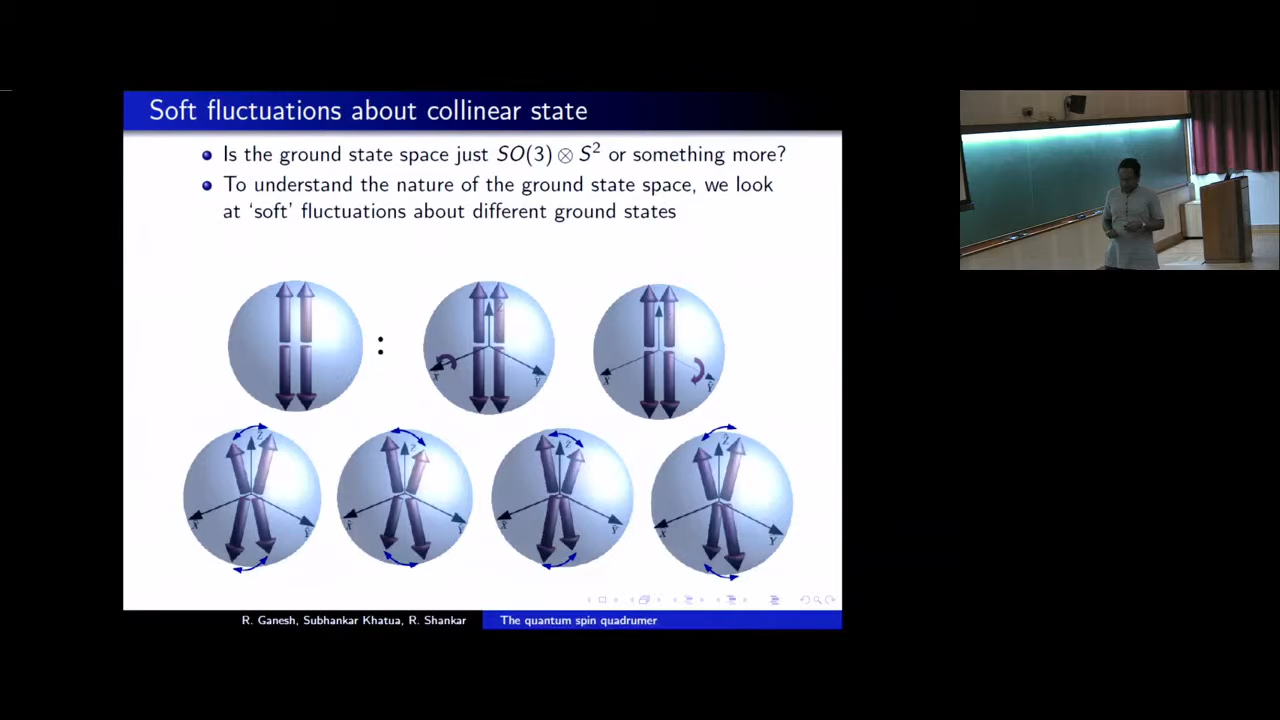 Soft fluctuations about collinear state
Is the ground state space just SO(3) ⊗ S² or something more?
To understand the nature of the ground state space, we look
at ‘soft’ fluctuations about different ground states
:
R. Ganesh, Subhankar Khatua, R. Shankar
The quantum spin quadrumer